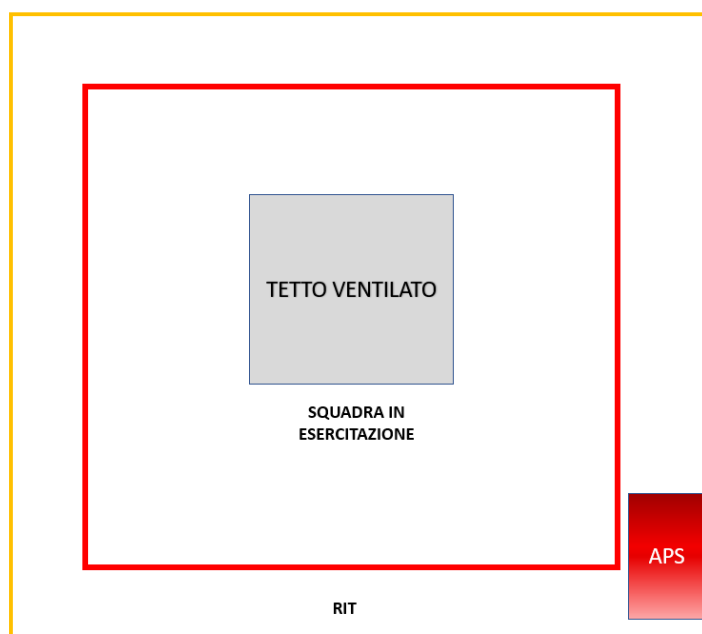 TETTO VENTILATO
SQUADRA IN
ESERCITAZIONE
APS
RIT